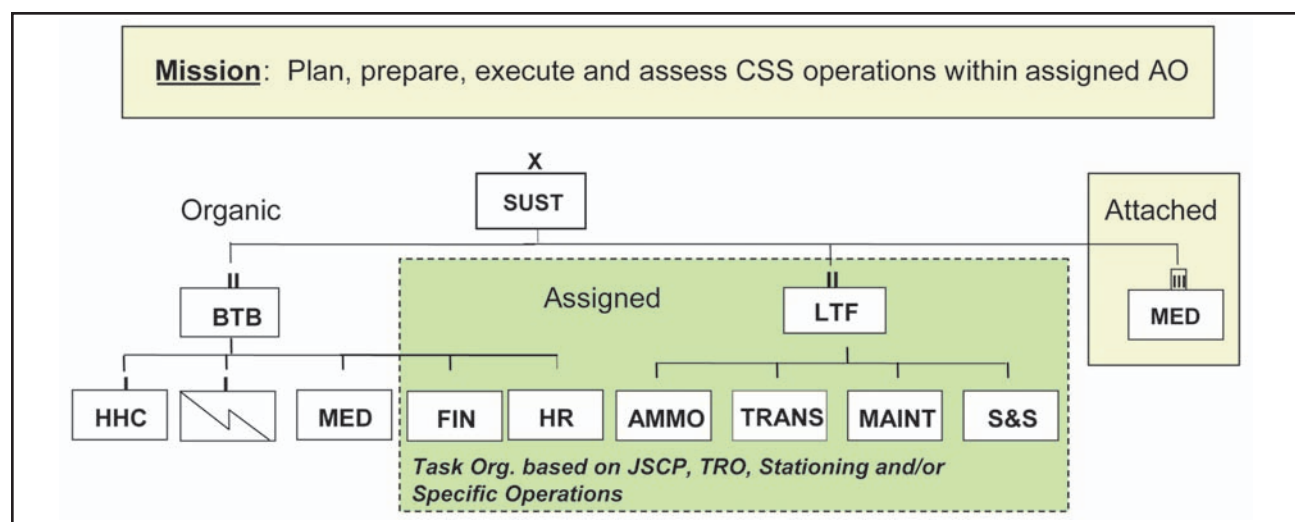 Mission: Plan, prepare, execute and assess CSS operations within assigned AO
X
SUST
Organic
Attached
II
BTB
Assigned
II
LTF
III
MED
I
HHC
I
MED
FIN
HR
AMMO
TRANS
MAINT
S&S
Task Org. based on JSCP, TRO, Stationing and/or
Specific Operations